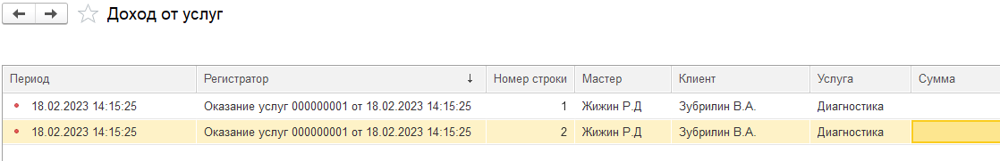 Доход от услуг
Период Регистратор ↓ Номер строки Мастер Клиент Услуга Сумма
18.02.2023 14:15:25 Оказание услуг 000000001 от 18.02.2023 14:15:25 1 Жижин Р.Д Зубрилин В.А. Диагностика
18.02.2023 14:15:25 Оказание услуг 000000001 от 18.02.2023 14:15:25 2 Жижин Р.Д Зубрилин В.А. Диагностика